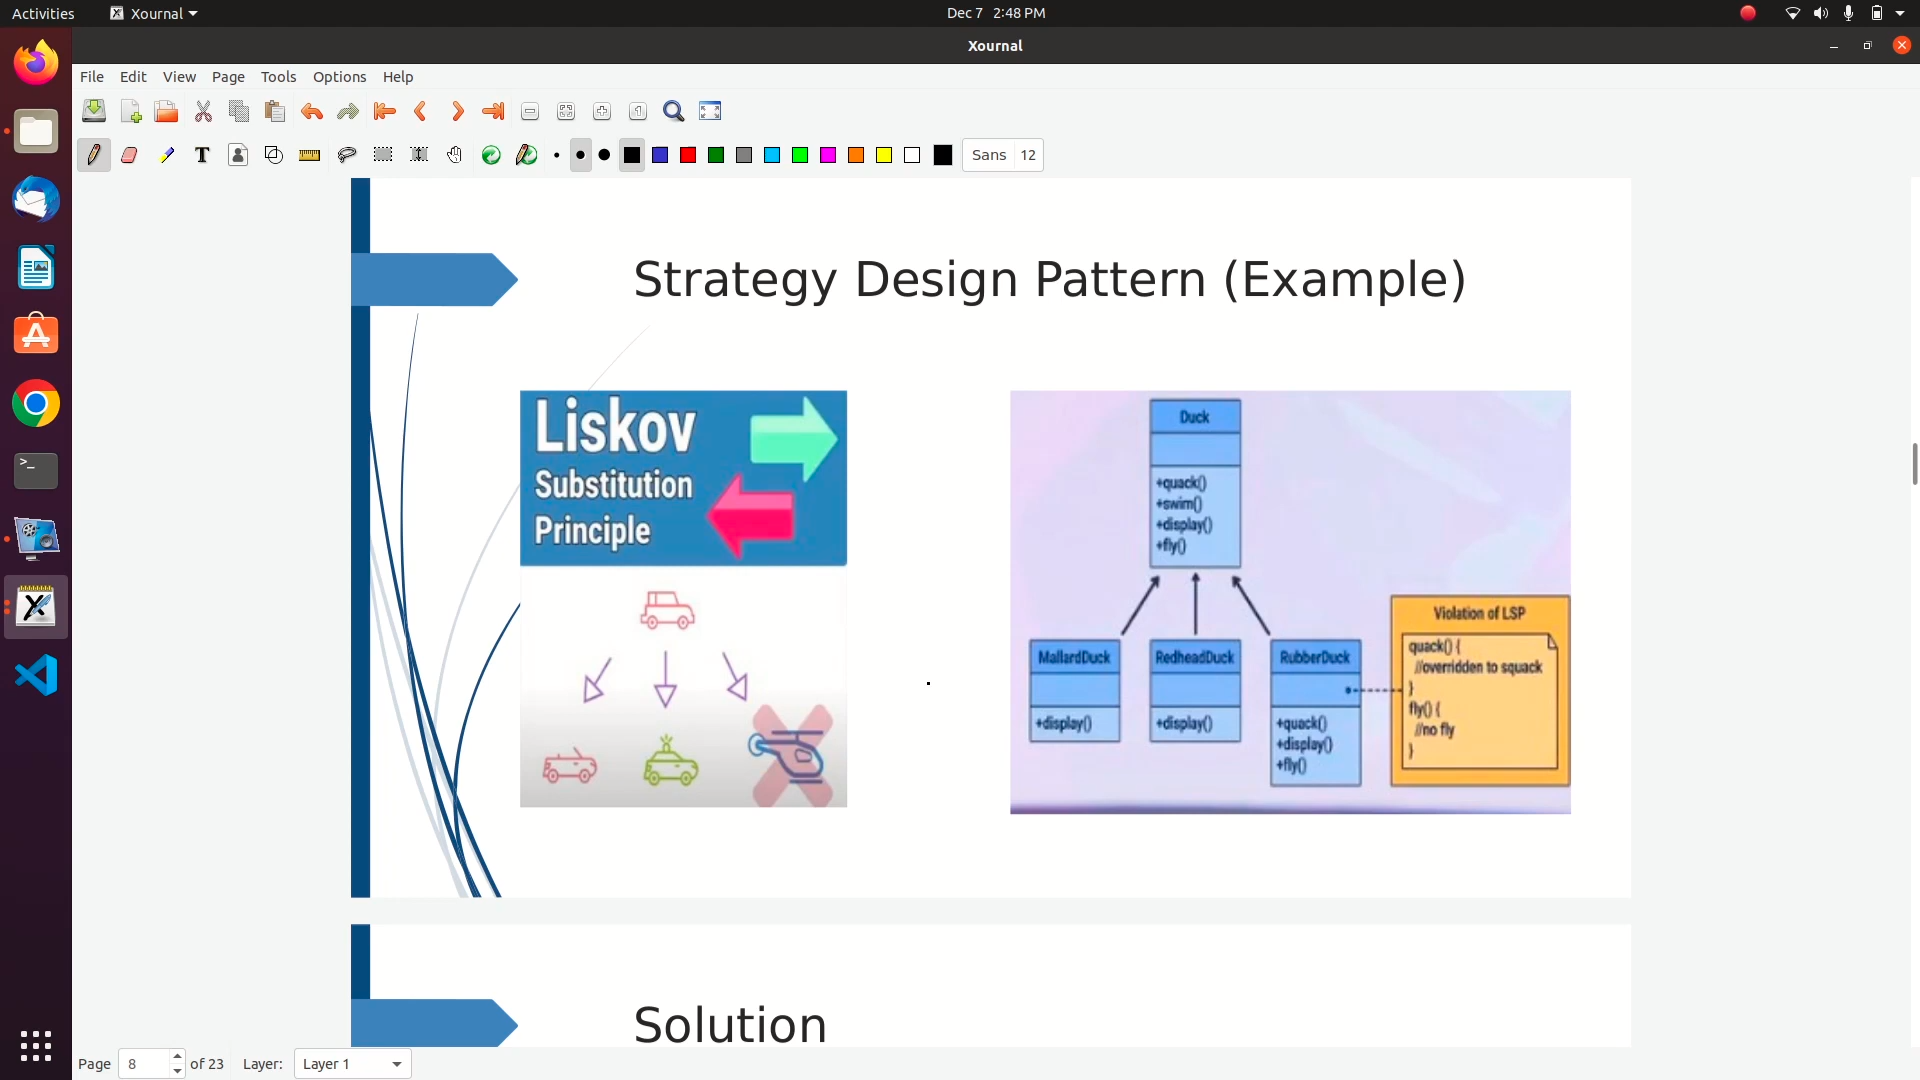 Activities
Xournal
Dec 7 2:48 PM
Xournal
File Edit View Page Tools Options Help
T
Sans 12
Strategy Design Pattern (Example)
Liskov
Substitution
Principle
Duck
+quack()
+swim()
+display()
+fly()
MallardDuck
+display()
RedheadDuck
+display()
RubberDuck
+quack()
+display()
+fly()
Violation of LSP
quack() {
//overridden to squack
}
fly() {
//no fly
}
Solution
Page 8 of 23 Layer: Layer 1